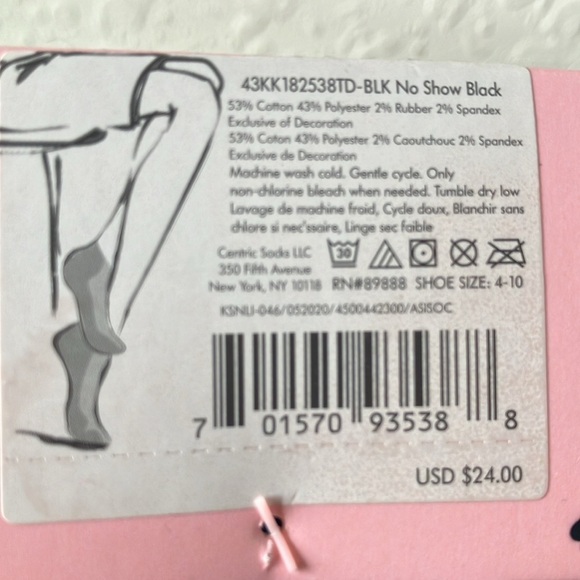 43KK182538TD-BLK No Show Black
53% Cotton 43% Polyester 2% Rubber 2% Spandex
Exclusive of Decoration
53% Coton 43% Polyester 2% Caoutchouc 2% Spandex
Exclusive de Decoration
Machine wash cold. Gentle cycle. Only
non-chlorine bleach when needed. Tumble dry low
Lavage de machine froid, Cycle doux, Blanchir sans
chlore si nec'ssaire, Linge sec faible
Centric Socks LLC
30
350 Fifth Avenue
New York, NY 10118 RN#89888 SHOE SIZE: 4-10
KSNLI-046/052020/4500442300/ASISOC
7 01570 93538 8
USD $24.00